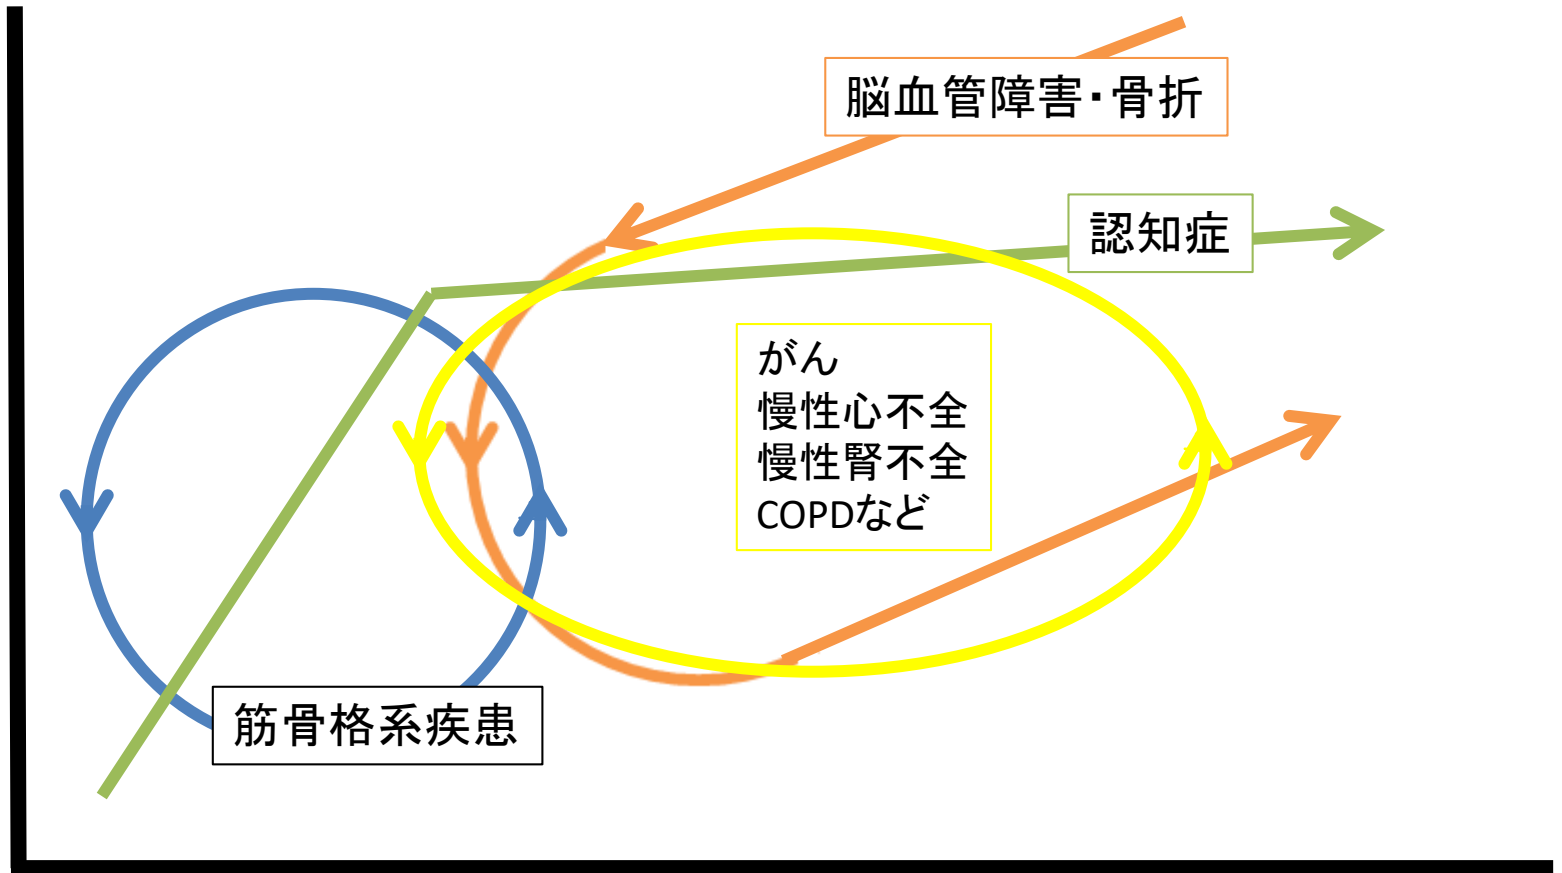 脳血管障害・骨折
認知症
がん
慢性心不全
慢性腎不全
COPDなど
筋骨格系疾患